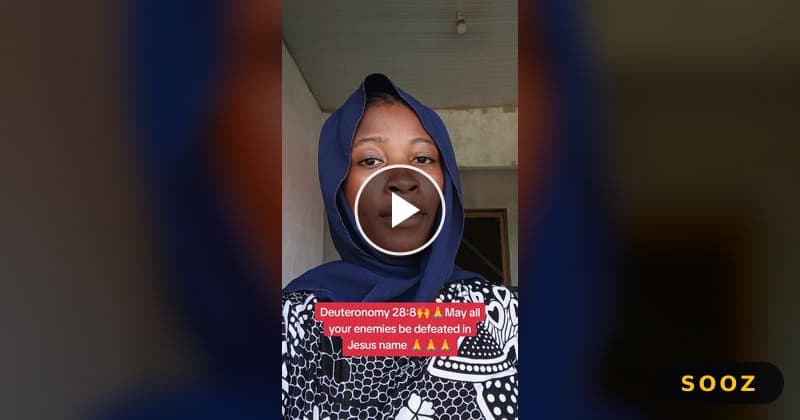 Deuteronomy 28:8🙌🙏May all
your enemies be defeated in
Jesus name 🙏🙏🙏
SOOZ